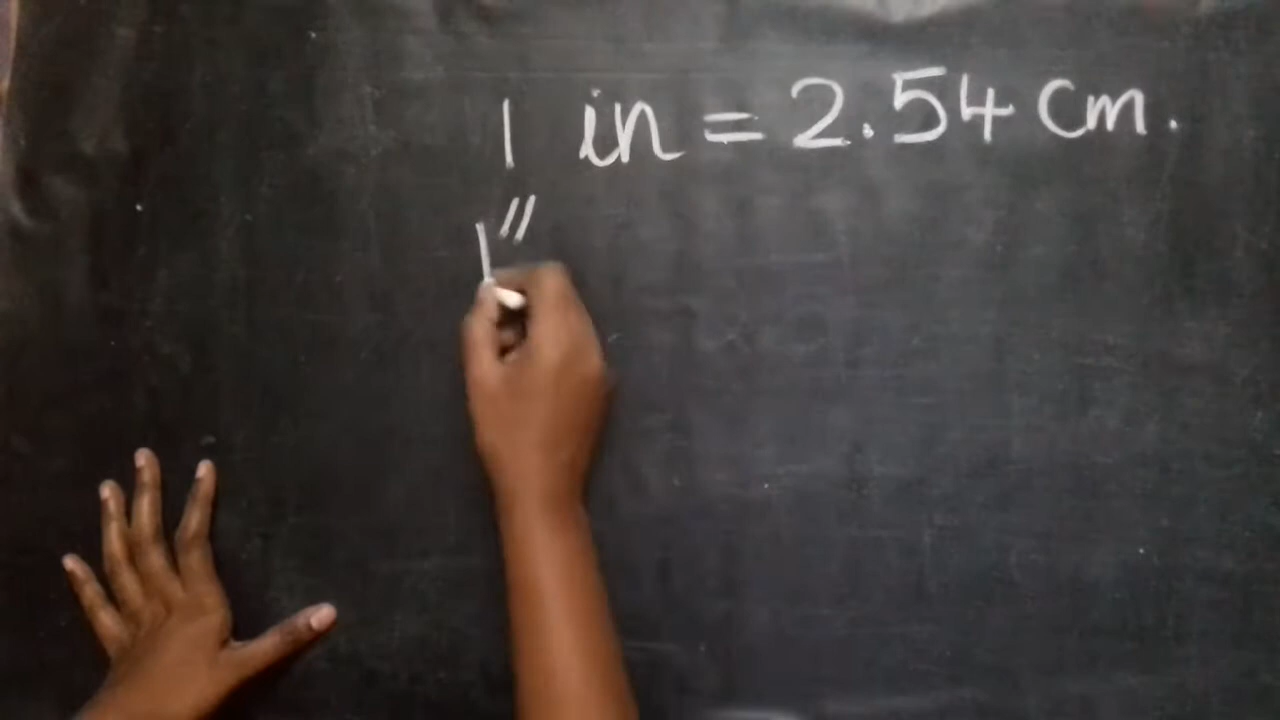 1 in = 2.54 cm.
1"